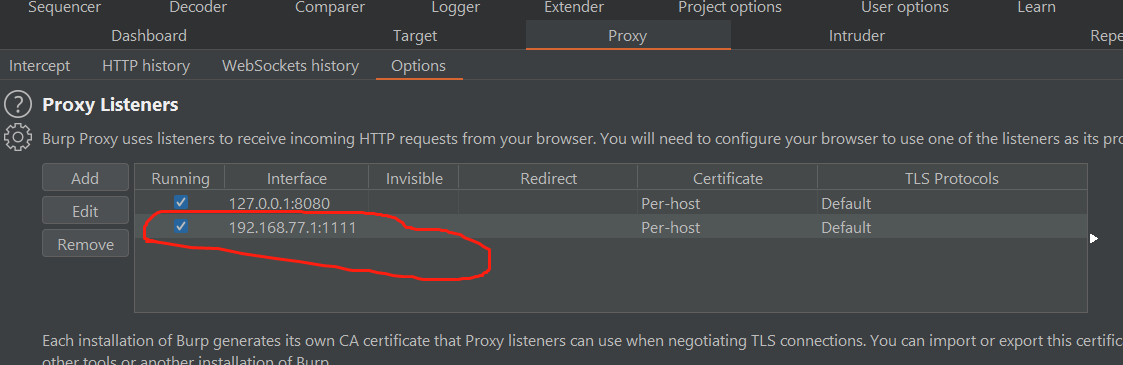 Sequencer Decoder Comparer Logger Extender Project options User options Learn
Dashboard Target Proxy Intruder Repe
Intercept HTTP history WebSockets history Options
? Proxy Listeners
Burp Proxy uses listeners to receive incoming HTTP requests from your browser. You will need to configure your browser to use one of the listeners as its pro
Add Running Interface Invisible Redirect Certificate TLS Protocols
127.0.0.1:8080 Per-host Default
Edit
192.168.77.1:1111 Per-host Default
Remove
Each installation of Burp generates its own CA certificate that Proxy listeners can use when negotiating TLS connections. You can import or export this certific
other tools or another installation of Burp.